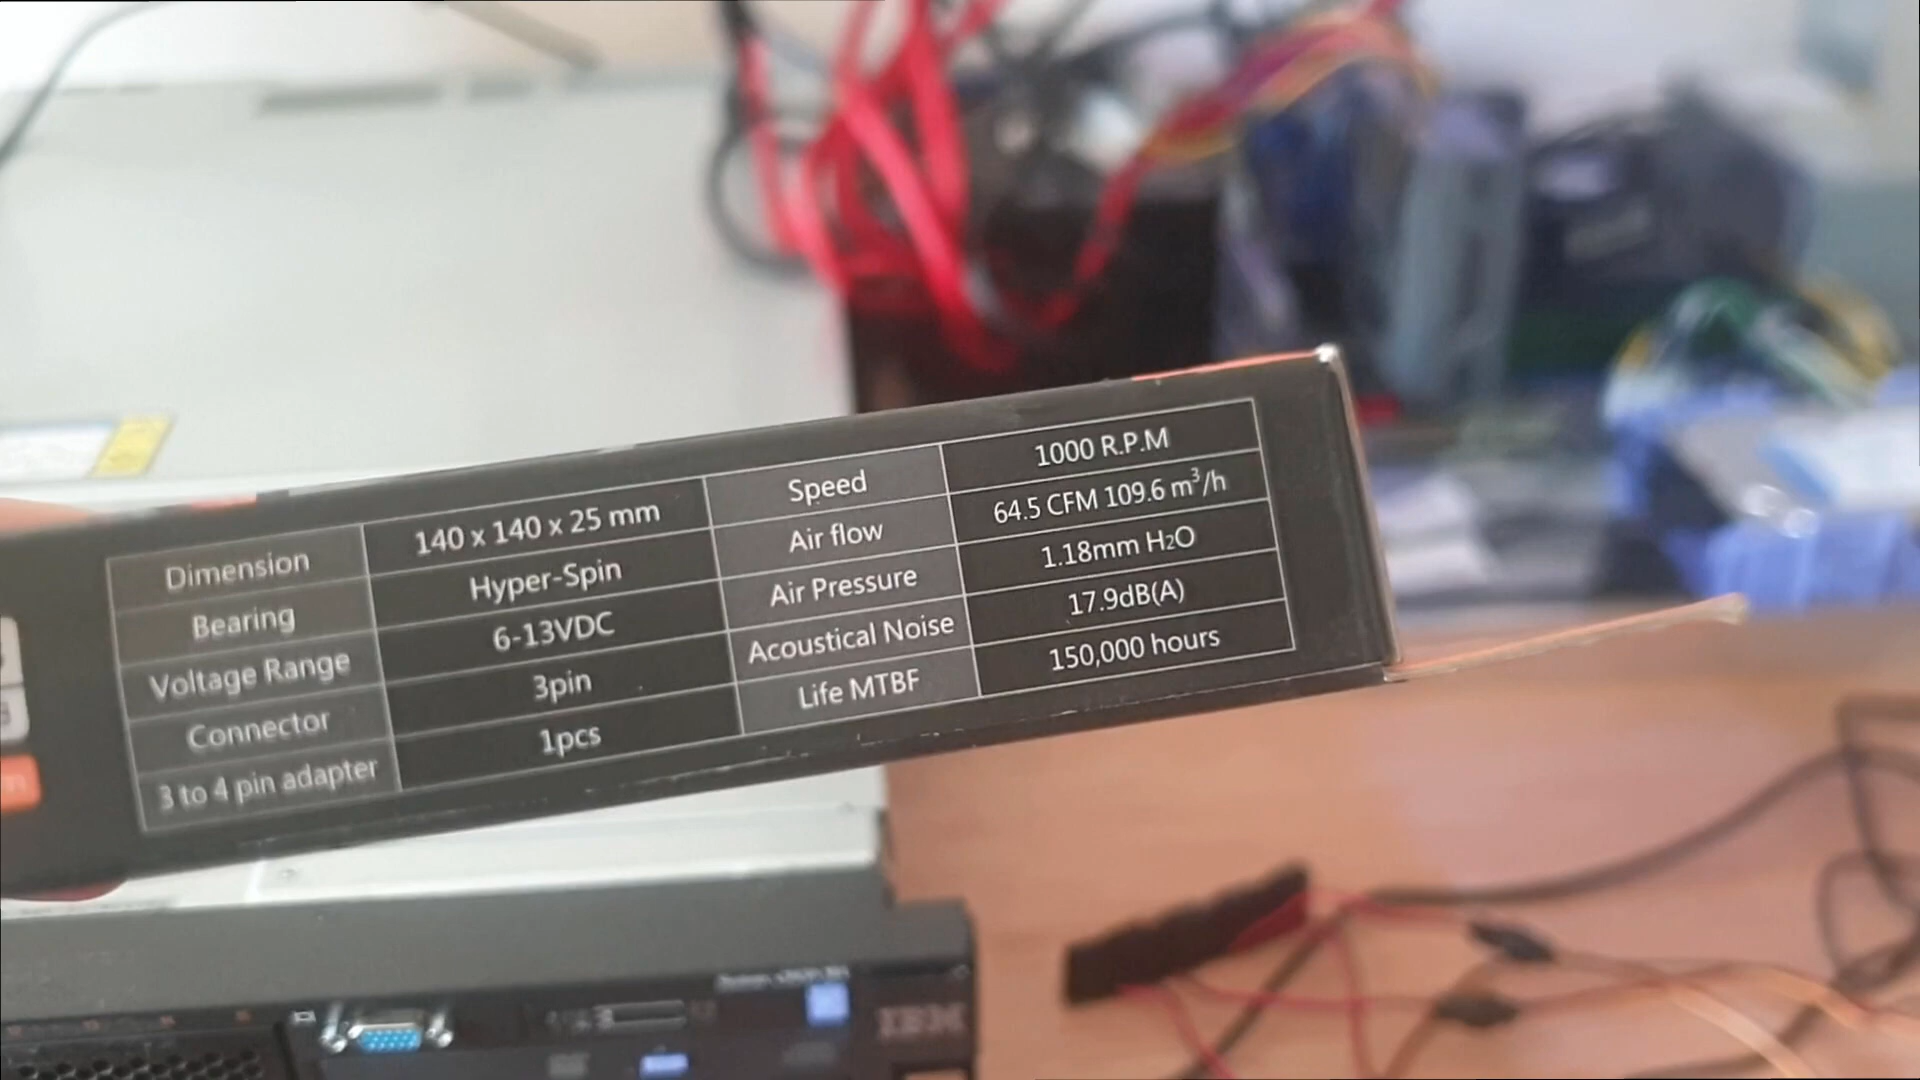 Dimension 140 x 140 x 25 mm
Bearing Hyper-Spin
Voltage Range 6-13VDC
Connector 3pin
3 to 4 pin adapter 1pcs
Speed 1000 R.P.M
Air flow 64.5 CFM 109.6 m³/h
Air Pressure 1.18mm H₂O
Acoustical Noise 17.9dB(A)
Life MTBF 150,000 hours
IBM